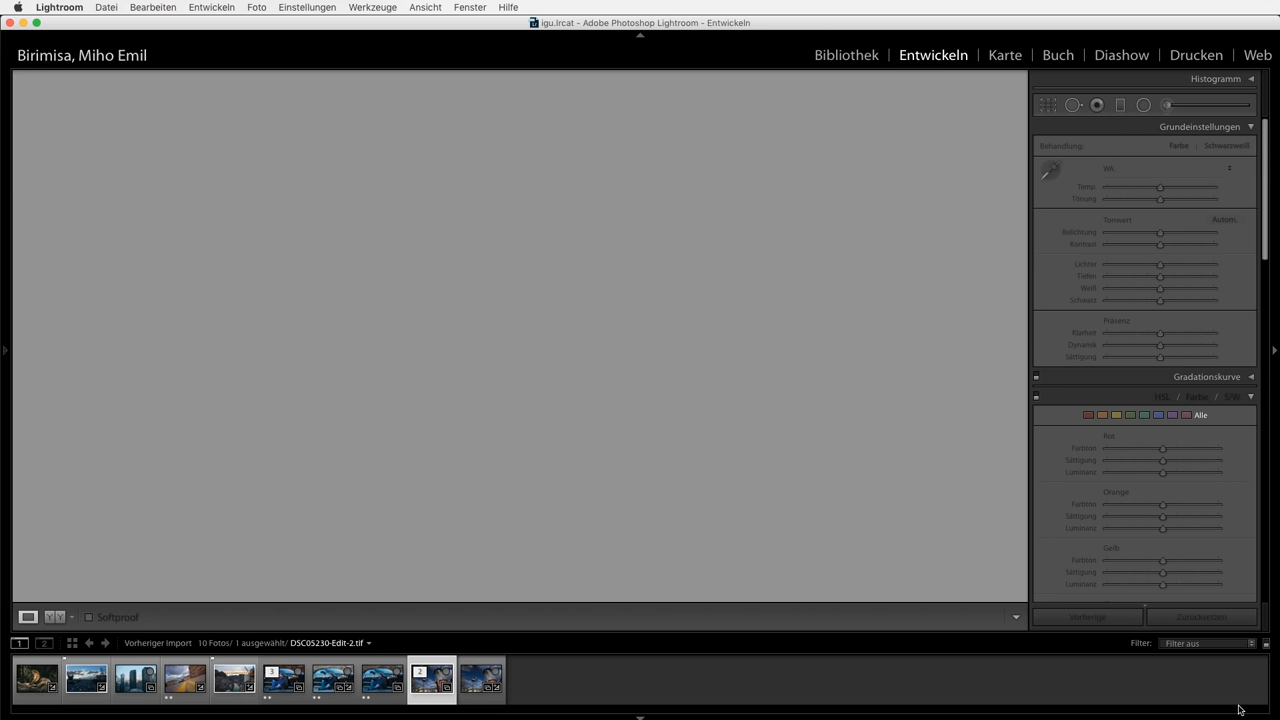 Lightroom Datei Bearbeiten Entwickeln Foto Einstellungen Werkzeuge Ansicht Fenster Hilfe
igu.lrcat - Adobe Photoshop Lightroom - Entwickeln
Birimisa, Miho Emil
Bibliothek | Entwickeln | Karte | Buch | Diashow | Drucken | Web
Histogramm
Grundeinstellungen
Behandlung: Farbe | Schwarzweiß
WA:
Temp.
Tönung
Tonwert Autom.
Belichtung
Kontrast
Lichter
Tiefen
Weiß
Schwarz
Präsenz
Klarheit
Dynamik
Sättigung
Gradationskurve
HSL / Farbe / S/W
Alle
Rot
Farbton
Sättigung
Luminanz
Orange
Farbton
Sättigung
Luminanz
Gelb
Farbton
Sättigung
Luminanz
Y Y Softproof
Vorherige Zurücksetzen
1 2 Vorheriger Import 10 Fotos/ 1 ausgewählt/ DSC05230-Edit-2.tif Filter: Filter aus
3 2